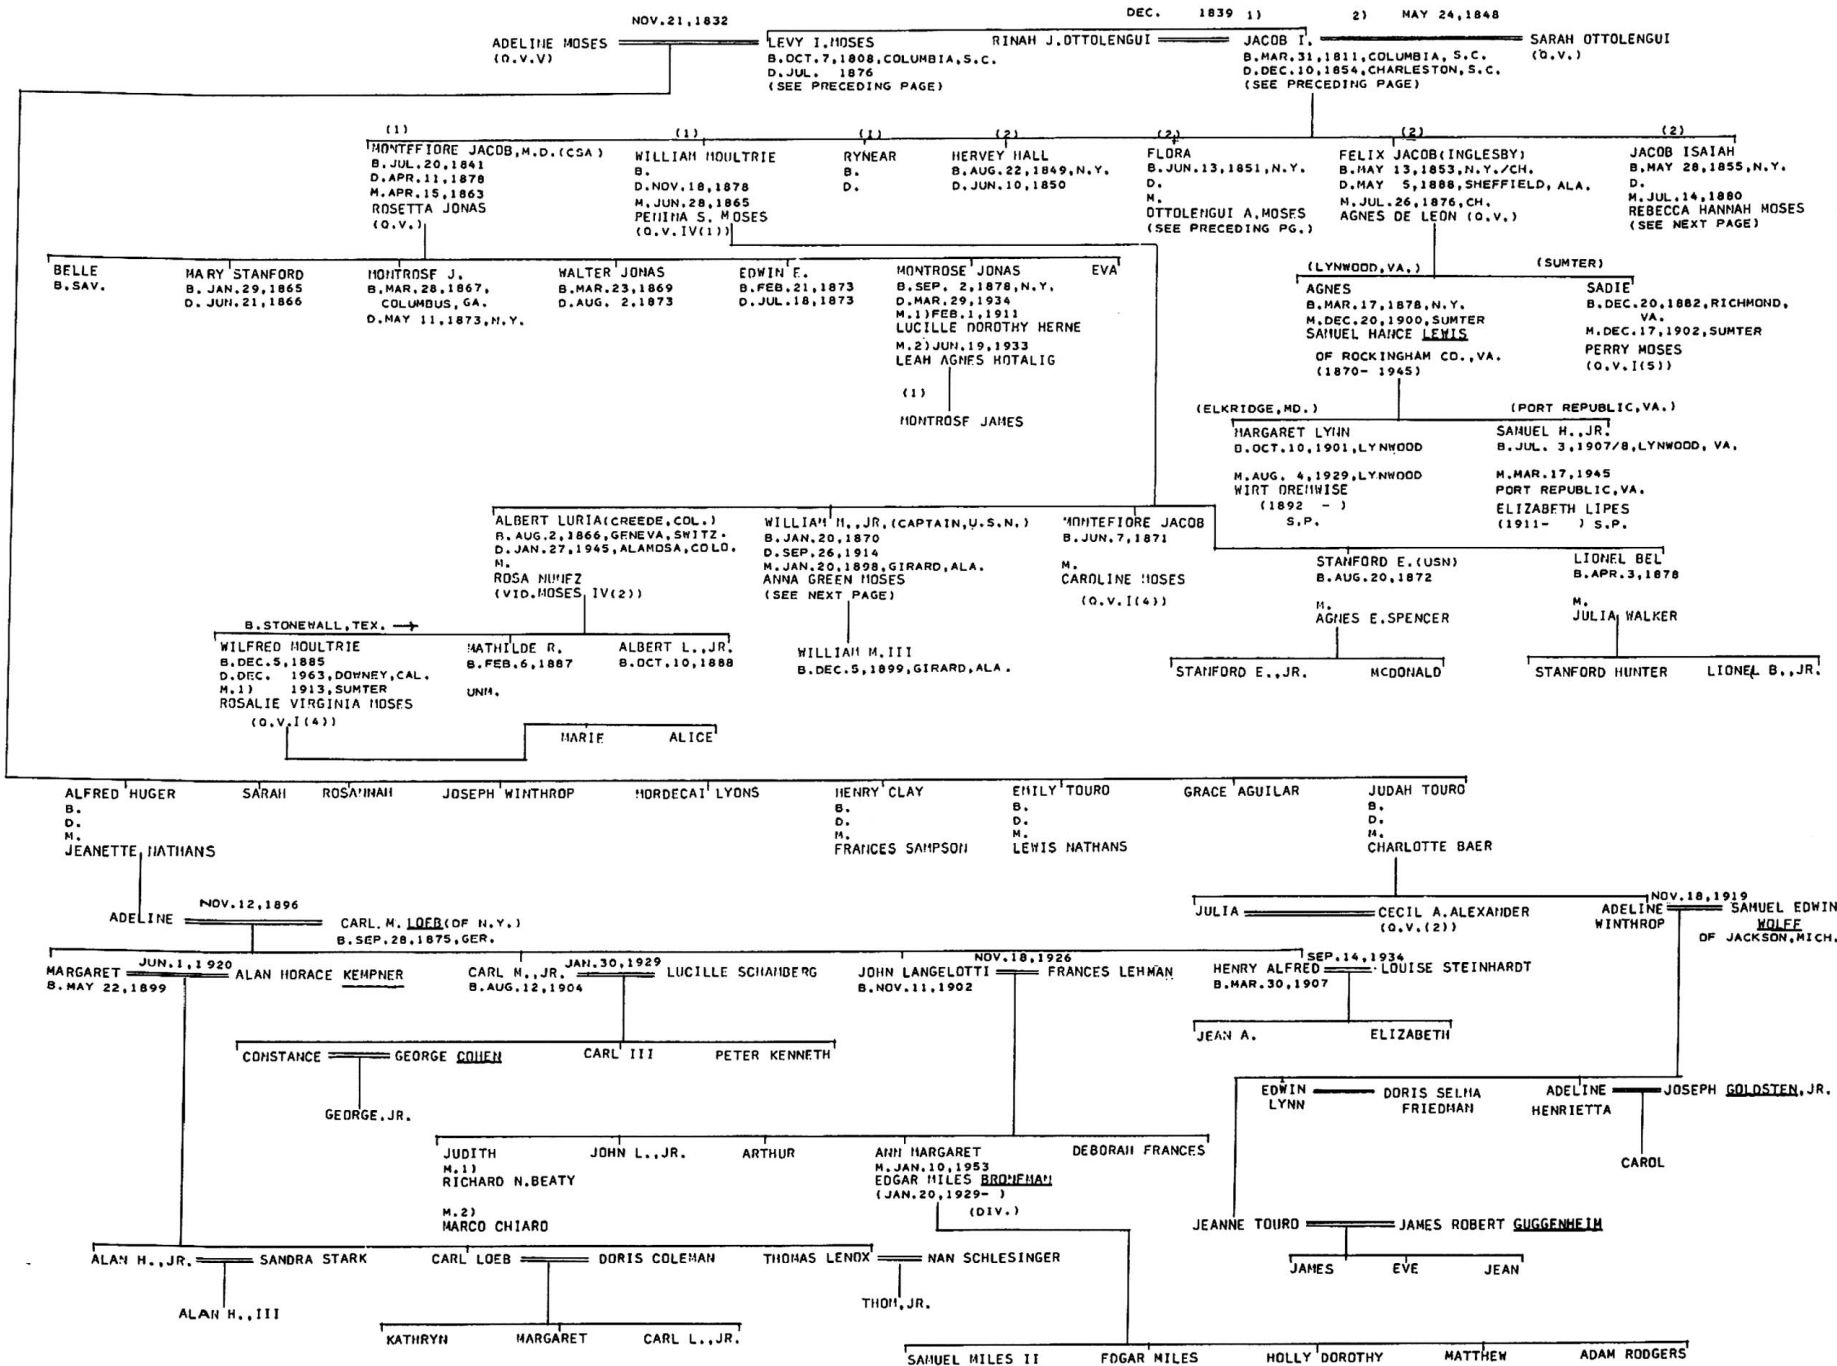 NOV.21,1832
DEC. 1839 1)
2) MAY 24,1848
ADELINE MOSES
(Q.V.V)
LEVY I.MOSES
B.OCT.7,1808,COLUMBIA,S.C.
D.JUL. 1876
(SEE PRECEDING PAGE)
RINAH J.OTTOLENGUI
JACOB I.
B.MAR.31,1811,COLUMBIA, S.C.
D.DEC.10,1854,CHARLESTON,S.C.
(SEE PRECEDING PAGE)
SARAH OTTOLENGUI
(Q.V.)
(1)
MONTEFIORE JACOB,M.D.(CSA)
B.JUL.20,1841
D.APR.11,1878
M.APR.15,1863
ROSETTA JONAS
(Q.V.)
(1)
WILLIAM MOULTRIE
B.
D.NOV.18,1878
M.JUN.28,1865
PENINA S. MOSES
(Q.V.IV(1))
(1)
RYNEAR
B.
D.
(2)
HERVEY HALL
B.AUG.22,1849,N.Y.
D.JUN.10,1850
(2)
FLORA
B.JUN.13,1851,N.Y.
D.
M.
OTTOLENGUI A.MOSES
(SEE PRECEDING PG.)
(2)
FELIX JACOB(INGLESBY)
B.MAY 13,1853,N.Y./CH.
D.MAY 5,1888,SHEFFIELD, ALA.
M.JUL.26,1876,CH.
AGNES DE LEON (Q.V.)
(2)
JACOB ISAIAH
B.MAY 28,1855,N.Y.
D.
M.JUL.14,1880
REBECCA HANNAH MOSES
(SEE NEXT PAGE)
BELLE
B.SAV.
MARY STANFORD
B. JAN.29,1865
D. JUN.21,1866
MONTROSE J.
B.MAR.28,1867,
COLUMBUS,GA.
D.MAY 11,1873,N.Y.
WALTER JONAS
B.MAR.23,1869
D.AUG. 2,1873
EDWIN E.
B.FEB.21,1873
D.JUL.18,1873
MONTROSE JONAS
B.SEP. 2,1878,N.Y.
D.MAR.29,1934
M.1)FEB.1,1911
LUCILLE DOROTHY HERNE
M.2)JUN.19,1933
LEAH AGNES HOTALIG
(1)
MONTROSE JAMES
EVA
(LYNWOOD,VA.)
AGNES
B.MAR.17,1878,N.Y.
M.DEC.20,1900,SUMTER
SAMUEL HANCE LEWIS
OF ROCKINGHAM CO.,VA.
(1870- 1945)
(SUMTER)
SADIE
B.DEC.20,1882,RICHMOND,
VA.
M.DEC.17,1902,SUMTER
PERRY MOSES
(Q.V.I(5))
(ELKRIDGE,MD.)
MARGARET LYNN
B.OCT.10,1901,LYNWOOD
M.AUG. 4,1929,LYNWOOD
WIRT DREMWISE
(1892 - )
S.P.
(PORT REPUBLIC,VA.)
SAMUEL H.,JR.
B.JUL. 3,1907/8,LYNWOOD, VA.
M.MAR.17,1945
PORT REPUBLIC,VA.
ELIZABETH LIPES
(1911- ) S.P.
ALBERT LURIA(CREEDE,COL.)
B.AUG.2,1866,GENEVA,SWITZ.
D.JAN.27,1945,ALAMOSA,COLO.
M.
ROSA NUNEZ
(VID.MOSES IV(2))
WILLIAM M.,JR.(CAPTAIN,U.S.N.)
B.JAN.20,1870
D.SEP.26,1914
M.JAN.20,1898,GIRARD,ALA.
ANNA GREEN MOSES
(SEE NEXT PAGE)
MONTEFIORE JACOB
B.JUN.7,1871
M.
CAROLINE MOSES
(Q.V.I(4))
STANFORD E.(USN)
B.AUG.20,1872
M.
AGNES E.SPENCER
LIONEL BEL
B.APR.3,1878
M.
JULIA WALKER
B.STONEWALL,TEX. →
WILFRED MOULTRIE
B.DEC.5,1885
D.DEC. 1963,DOWNEY,CAL.
M.1) 1913,SUMTER
ROSALIE VIRGINIA MOSES
(Q.V.I(4))
MATHILDE R.
B.FEB.6,1887
UNM.
ALBERT L.,JR.
B.OCT.10,1888
WILLIAM M.III
B.DEC.5,1899,GIRARD,ALA.
STANFORD E.,JR.
MCDONALD
STANFORD HUNTER
LIONEL B.,JR.
MARIE
ALICE
ALFRED HUGER
B.
D.
M.
JEANETTE NATHANS
SARAH
ROSANNAH
JOSEPH WINTHROP
MORDECAI LYONS
HENRY CLAY
B.
D.
M.
FRANCES SAMPSON
EMILY TOURO
B.
D.
M.
LEWIS NATHANS
GRACE AGUILAR
JUDAH TOURO
B.
D.
M.
CHARLOTTE BAER
NOV.12,1896
ADELINE
CARL M. LOEB(OF N.Y.)
B.SEP.28,1875,GER.
JULIA
CECIL A.ALEXANDER
(Q.V.(2))
NOV.18,1919
ADELINE
WINTHROP
SAMUEL EDWIN
WOLFF
OF JACKSON,MICH.
JUN.1,1920
MARGARET
B.MAY 22,1899
ALAN HORACE KEMPNER
JAN.30,1929
CARL M.,JR.
B.AUG.12,1904
LUCILLE SCHAMBERG
NOV.18,1926
JOHN LANGELOTTI
B.NOV.11,1902
FRANCES LEHMAN
SEP.14,1934
HENRY ALFRED
B.MAR.30,1907
LOUISE STEINHARDT
JEAN A.
ELIZABETH
CONSTANCE
GEORGE COHEN
CARL III
PETER KENNETH
GEORGE,JR.
EDWIN
LYNN
DORIS SELMA
FRIEDMAN
ADELINE
HENRIETTA
JOSEPH GOLDSTEN,JR.
CAROL
JUDITH
M.1)
RICHARD N.BEATY
M.2)
MARCO CHIARO
JOHN L.,JR.
ARTHUR
ANN MARGARET
M.JAN.10,1953
EDGAR MILES BRONFMAN
(JAN.20,1929- )
(DIV.)
DEBORAH FRANCES
JEANNE TOURO
JAMES ROBERT GUGGENHEIM
JAMES
EVE
JEAN
ALAN H.,JR.
SANDRA STARK
CARL LOEB
DORIS COLEMAN
THOMAS LENOX
NAN SCHLESINGER
ALAN H.,III
THOM,JR.
KATHRYN
MARGARET
CARL L.,JR.
SAMUEL MILES II
EDGAR MILES
HOLLY DOROTHY
MATTHEW
ADAM RODGERS